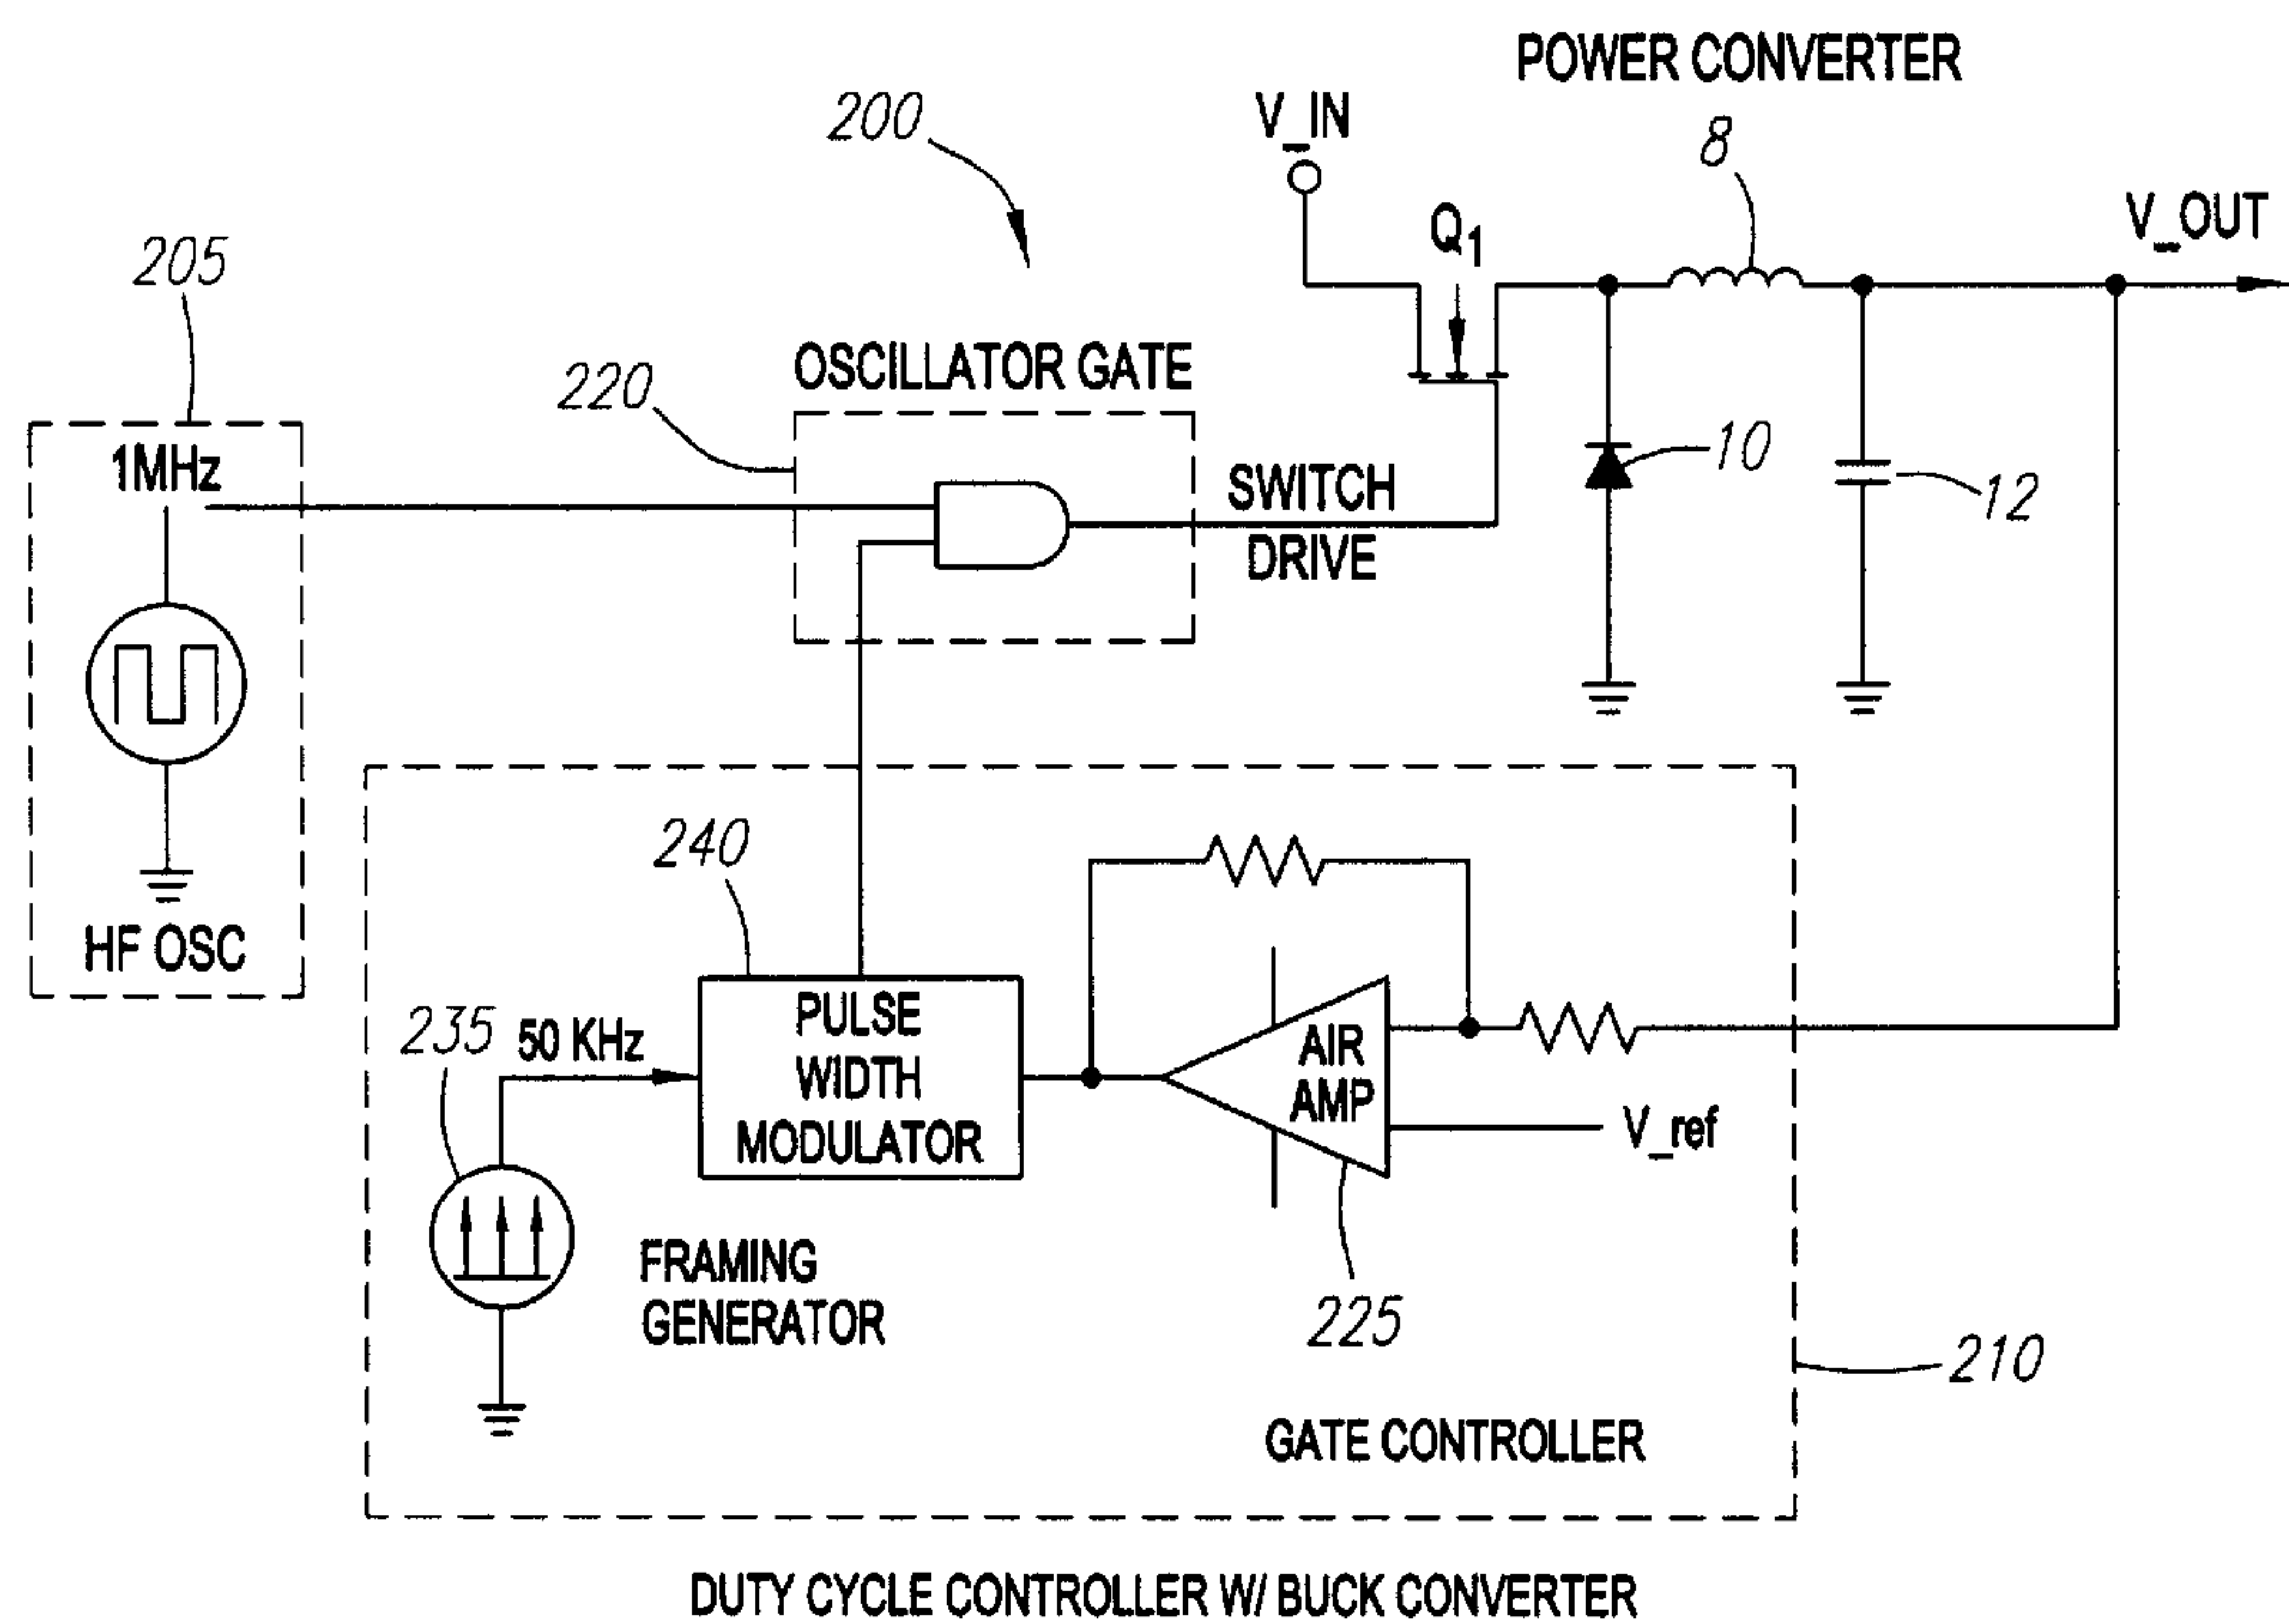 POWER CONVERTER
200
V_IN
8
Q1
V_OUT
205
OSCILLATOR GATE
220
1MHz
SWITCH
DRIVE
10
12
HF OSC
240
235
50 KHz
PULSE
WIDTH
MODULATOR
AIR
AMP
V_ref
FRAMING
GENERATOR
225
210
GATE CONTROLLER
DUTY CYCLE CONTROLLER W/ BUCK CONVERTER